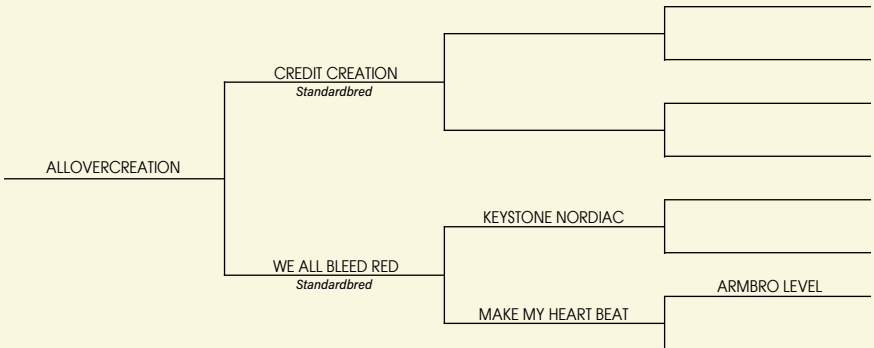 CREDIT CREATION
Standardbred
ALLOVERCREATION
KEYSTONE NORDIAC
WE ALL BLEED RED
Standardbred
ARMBRO LEVEL
MAKE MY HEART BEAT